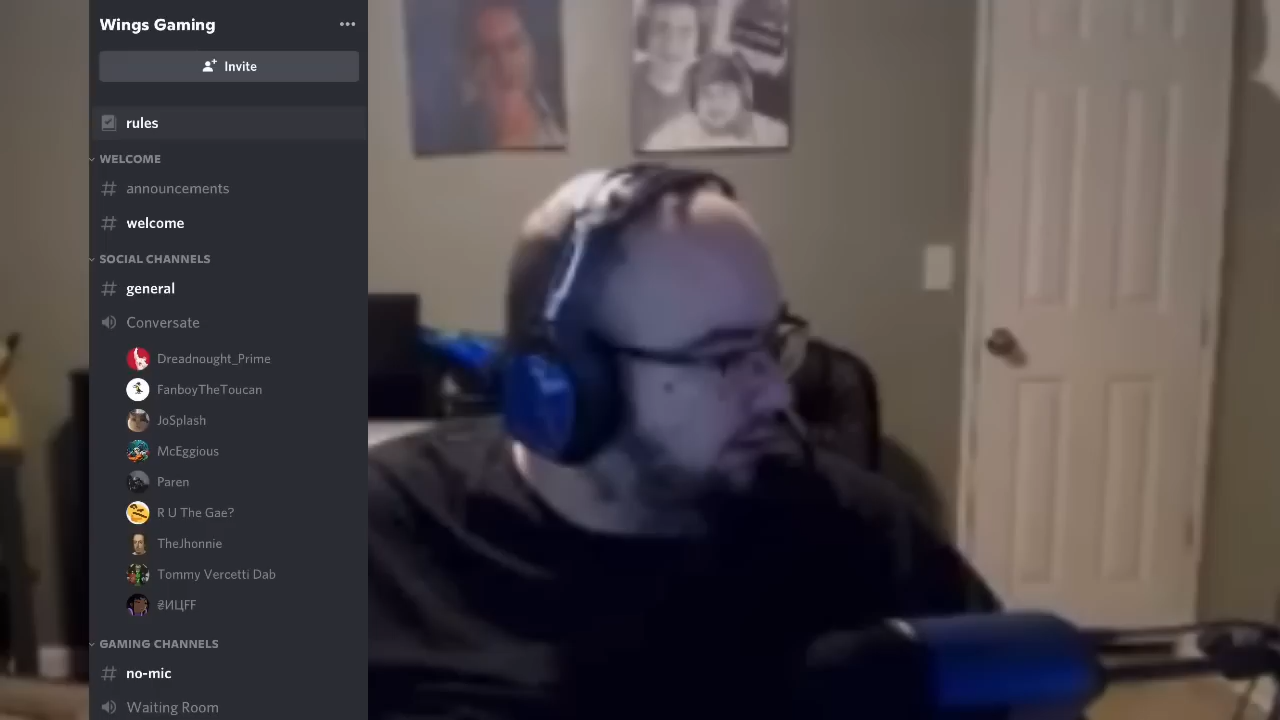 Wings Gaming
Invite
rules
WELCOME
announcements
welcome
SOCIAL CHANNELS
general
Conversate
Dreadnought_Prime
FanboyTheToucan
JoSplash
McEggious
Paren
R U The Gae?
TheJhonnie
Tommy Vercetti Dab
₴ИЦFF
GAMING CHANNELS
no-mic
Waiting Room